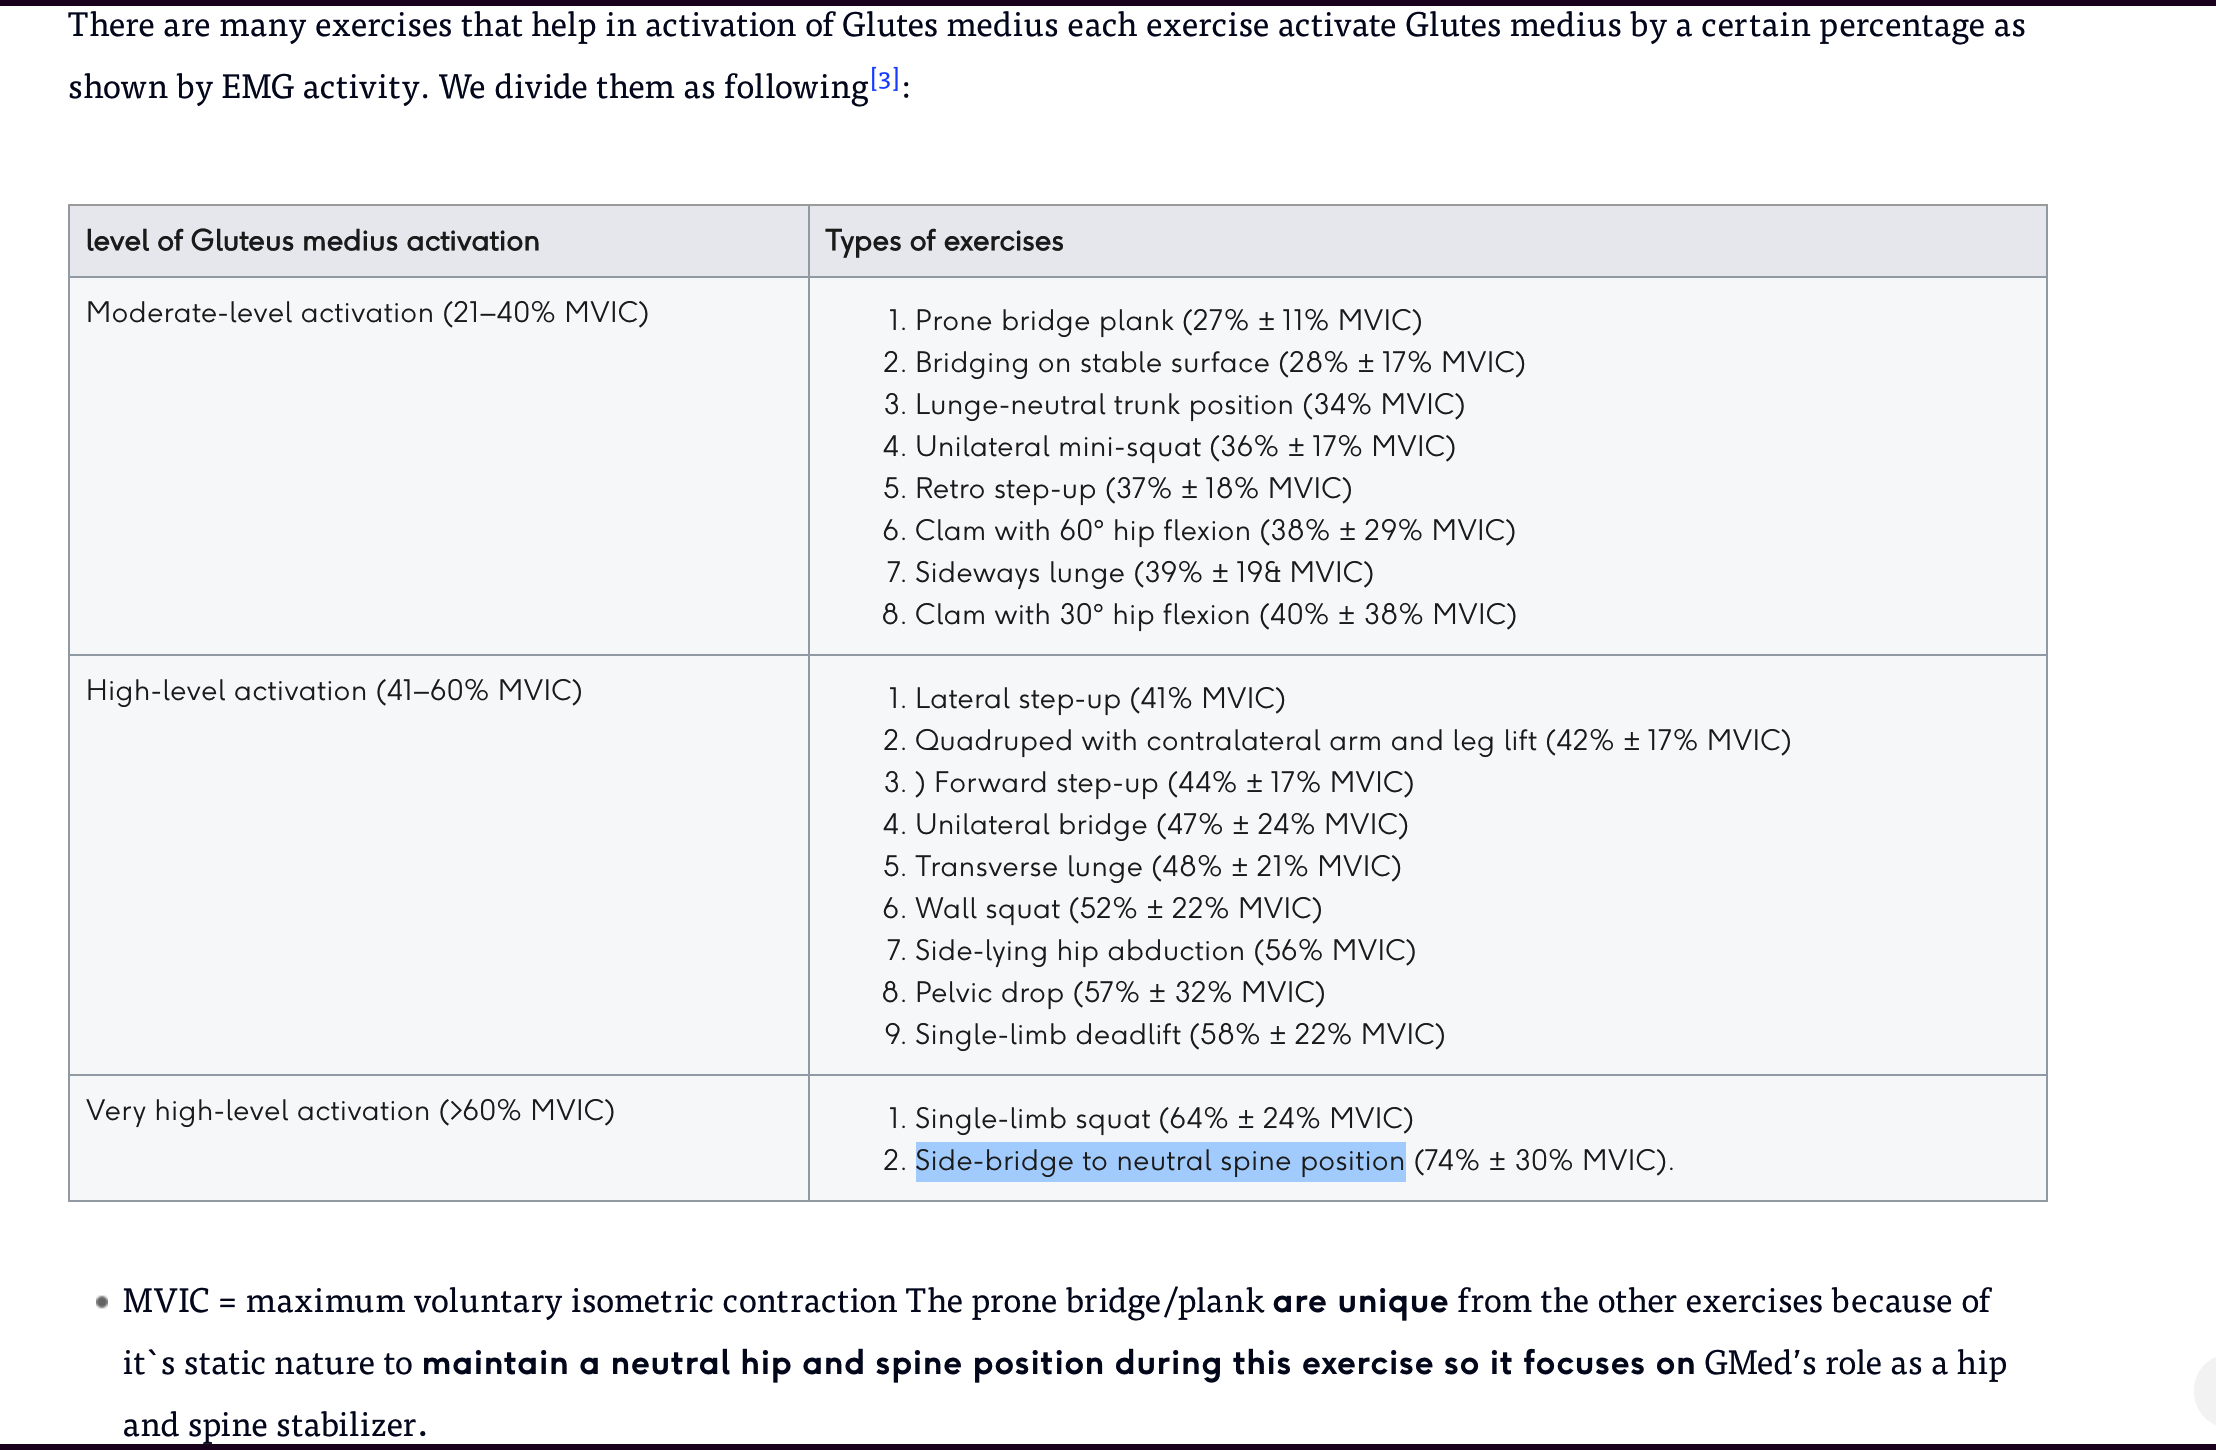 There are many exercises that help in activation of Glutes medius each exercise activate Glutes medius by a certain percentage as
shown by EMG activity. We divide them as following[3]:
level of Gluteus medius activation
Types of exercises
Moderate-level activation (21–40% MVIC)
1. Prone bridge plank (27% ± 11% MVIC)
2. Bridging on stable surface (28% ± 17% MVIC)
3. Lunge-neutral trunk position (34% MVIC)
4. Unilateral mini-squat (36% ± 17% MVIC)
5. Retro step-up (37% ± 18% MVIC)
6. Clam with 60° hip flexion (38% ± 29% MVIC)
7. Sideways lunge (39% ± 19& MVIC)
8. Clam with 30° hip flexion (40% ± 38% MVIC)
High-level activation (41–60% MVIC)
1. Lateral step-up (41% MVIC)
2. Quadruped with contralateral arm and leg lift (42% ± 17% MVIC)
3. ) Forward step-up (44% ± 17% MVIC)
4. Unilateral bridge (47% ± 24% MVIC)
5. Transverse lunge (48% ± 21% MVIC)
6. Wall squat (52% ± 22% MVIC)
7. Side-lying hip abduction (56% MVIC)
8. Pelvic drop (57% ± 32% MVIC)
9. Single-limb deadlift (58% ± 22% MVIC)
Very high-level activation (>60% MVIC)
1. Single-limb squat (64% ± 24% MVIC)
2. Side-bridge to neutral spine position (74% ± 30% MVIC).
• MVIC = maximum voluntary isometric contraction The prone bridge/plank are unique from the other exercises because of
it`s static nature to maintain a neutral hip and spine position during this exercise so it focuses on GMed’s role as a hip
and spine stabilizer.